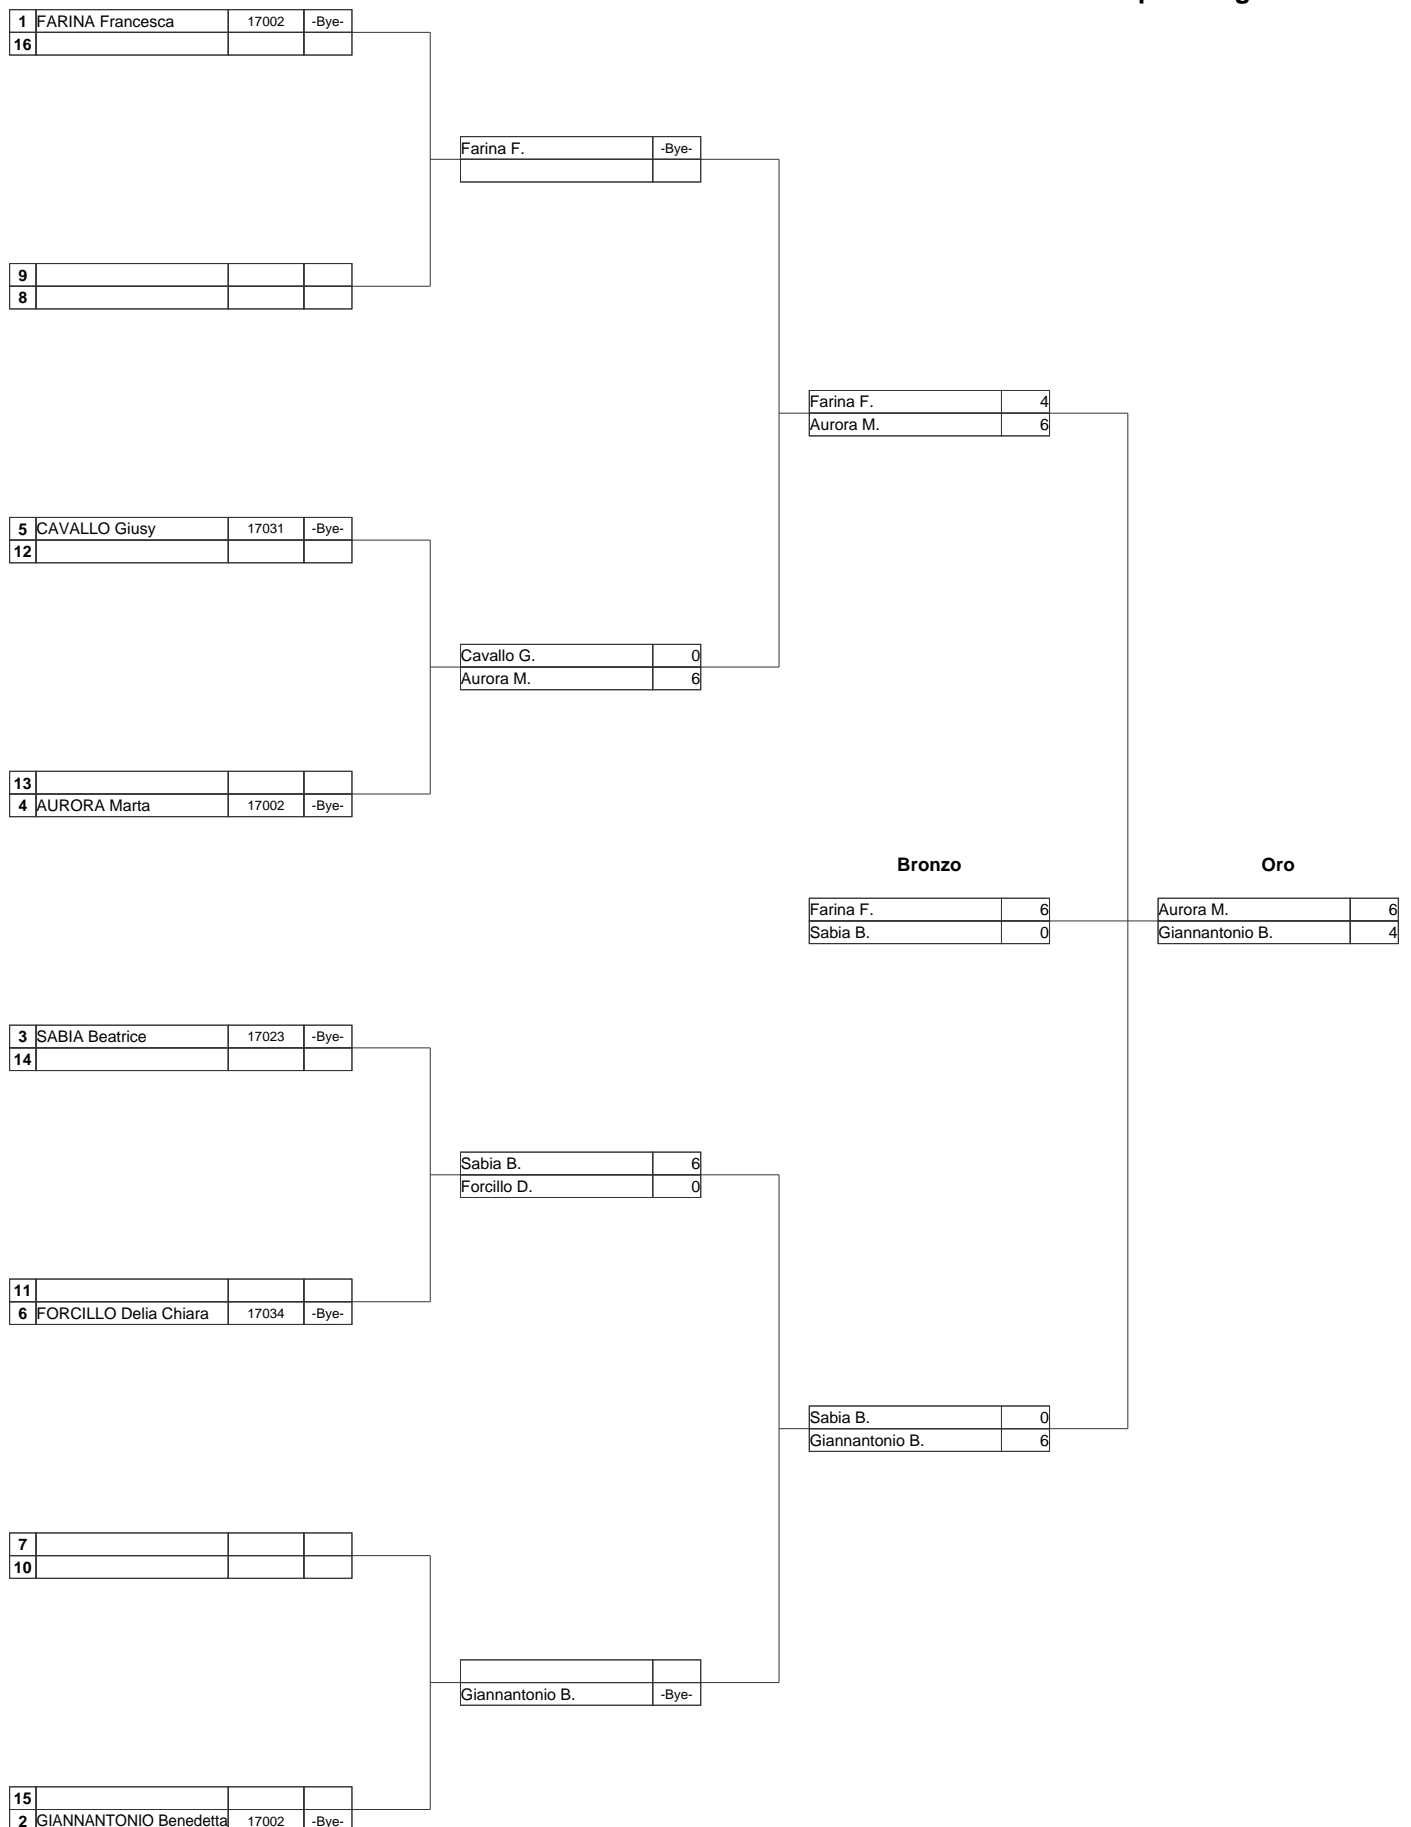 1 FARINA Francesca 17002 -Bye-
16
Farina F. -Bye-
9
8
Farina F. 4
Aurora M. 6
5 CAVALLO Giusy 17031 -Bye-
12
Cavallo G. 0
Aurora M. 6
13
4 AURORA Marta 17002 -Bye-
Bronzo Oro
Farina F. 6 Aurora M. 6
Sabia B. 0 Giannantonio B. 4
3 SABIA Beatrice 17023 -Bye-
14
Sabia B. 6
Forcillo D. 0
11
6 FORCILLO Delia Chiara 17034 -Bye-
Sabia B. 0
Giannantonio B. 6
7
10
Giannantonio B. -Bye-
15
2 GIANNANTONIO Benedetta 17002 -Bye-